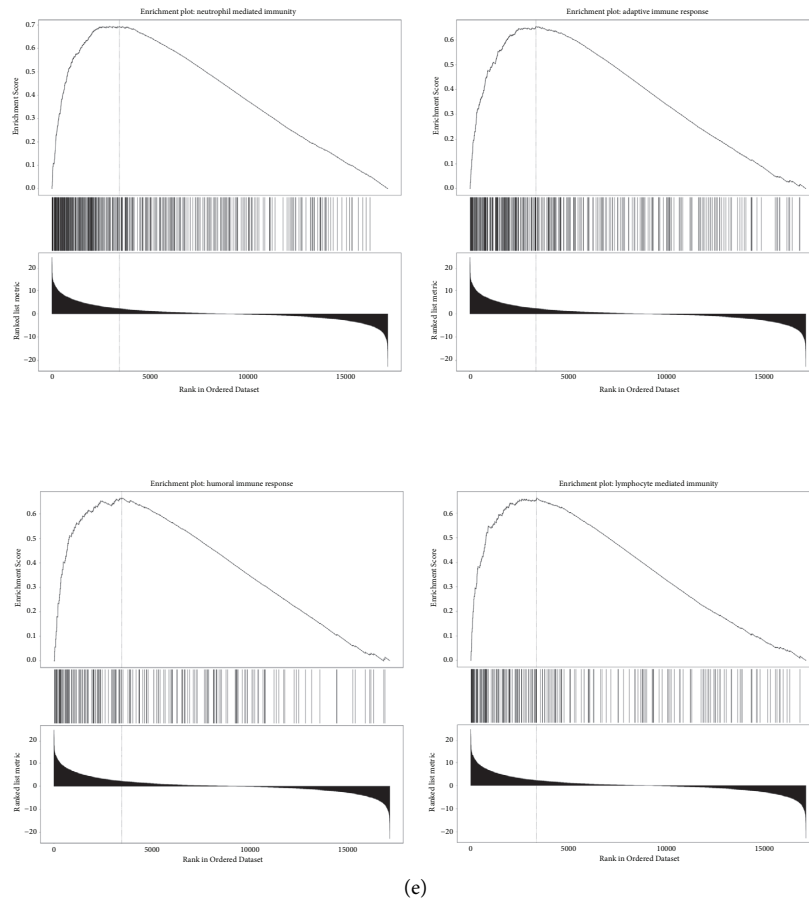 Enrichment plot: neutrophil mediated immunity
0.7
0.6
0.5
0.4
0.3
0.2
0.1
0.0
Enrichment Score
20
10
0
−10
−20
Ranked list metric
0 5000 10000 15000
Rank in Ordered Dataset
Enrichment plot: adaptive immune response
0.6
0.5
0.4
0.3
0.2
0.1
0.0
Enrichment Score
20
10
0
−10
−20
Ranked list metric
0 5000 10000 15000
Rank in Ordered Dataset
Enrichment plot: humoral immune response
0.6
0.5
0.4
0.3
0.2
0.1
0.0
Enrichment Score
20
10
0
−10
−20
Ranked list metric
0 5000 10000 15000
Rank in Ordered Dataset
Enrichment plot: lymphocyte mediated immunity
0.6
0.5
0.4
0.3
0.2
0.1
0.0
Enrichment Score
20
10
0
−10
−20
Ranked list metric
0 5000 10000 15000
Rank in Ordered Dataset
(e)